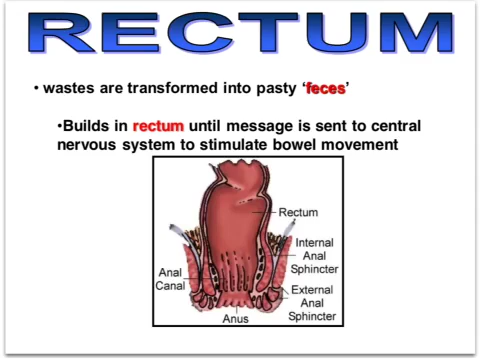 RECTUM
• wastes are transformed into pasty ‘feces’
•Builds in rectum until message is sent to central
nervous system to stimulate bowel movement
Rectum
Internal
Anal
Sphincter
Anal
Canal
External
Anal
Sphincter
Anus